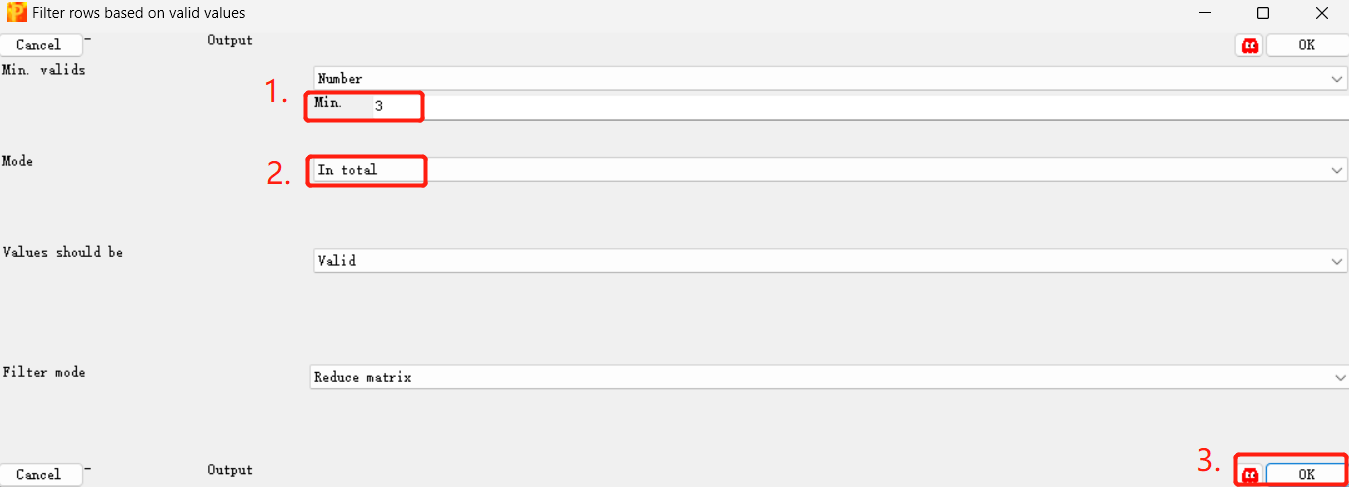 Filter rows based on valid values
Cancel - Output OK
Min. valids
Number
1.
Min. 3
Mode
2.
In total
Values should be
Valid
Filter mode
Reduce matrix
3.
Cancel - Output OK